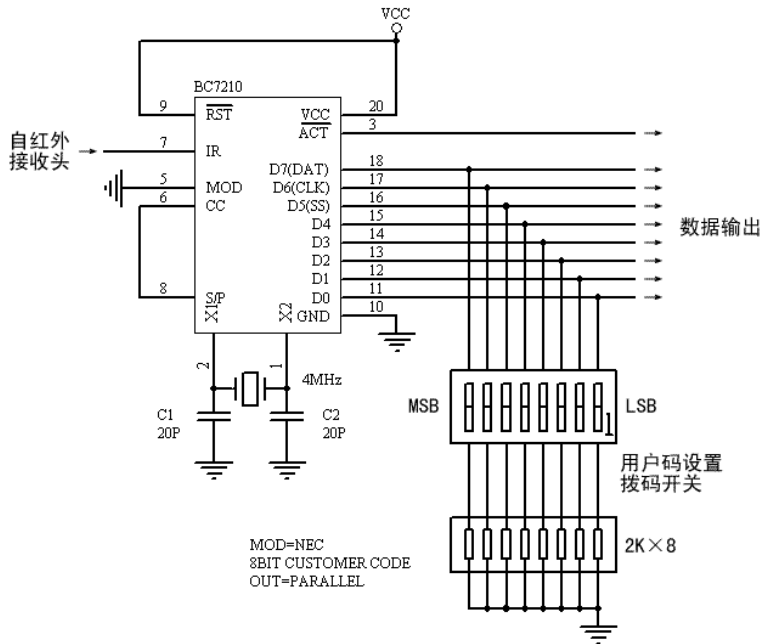 VCC
BC7210
9
RST
VCC
20
ACT
3
自红外
接收头
7
IR
D7(DAT)
18
5
MOD
D6(CLK)
17
6
CC
D5(SS)
16
D4
15
D3
14
数据输出
D2
13
D1
12
8
S/P
D0
11
X1
X2
GND
10
2
1
4MHz
C1
20P
C2
20P
MSB
LSB
1
用户码设置
拨码开关
MOD=NEC
8BIT CUSTOMER CODE
OUT=PARALLEL
2K×8